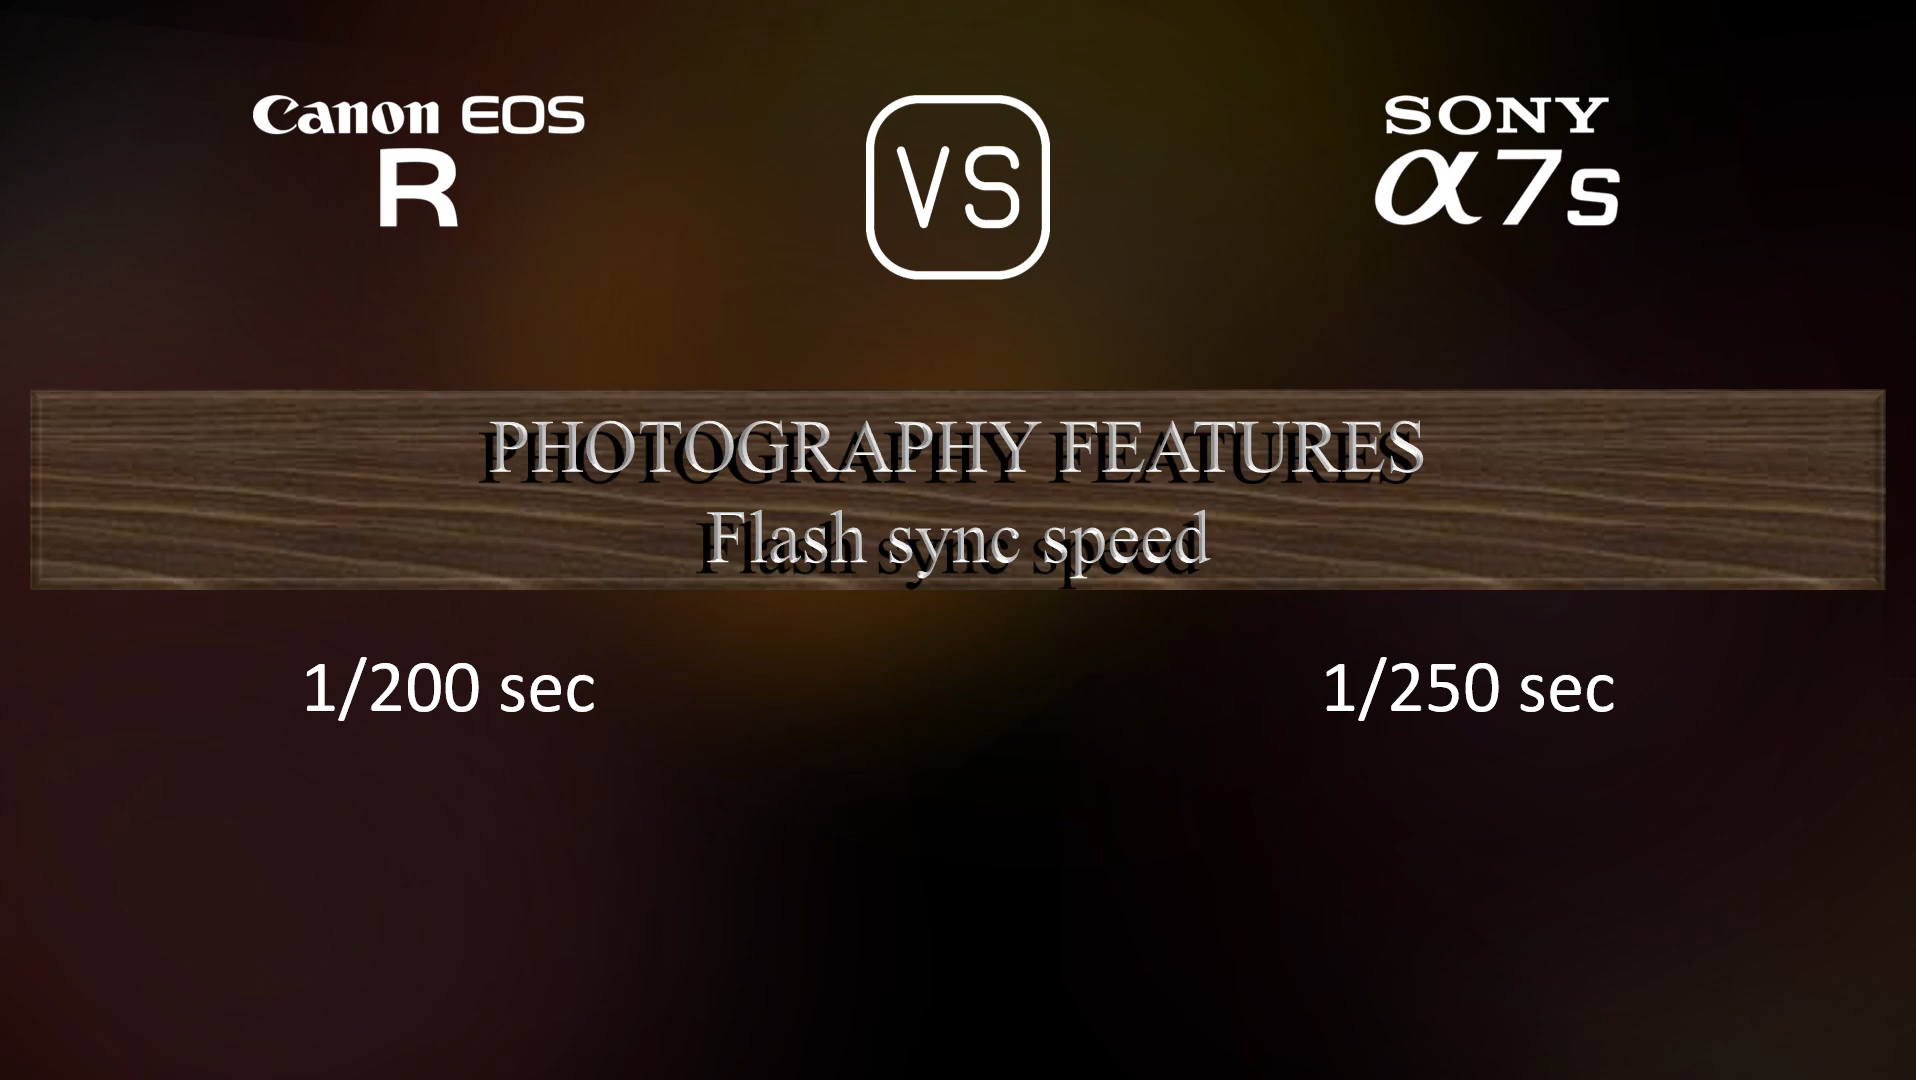 Canon EOS
R
VS
SONY
α7s
PHOTOGRAPHY FEATURES
Flash sync speed
1/200 sec
1/250 sec